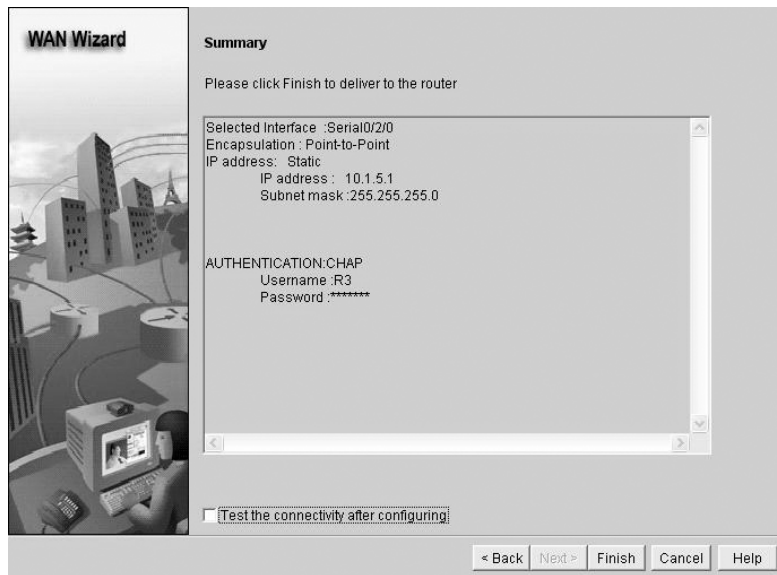 WAN Wizard
Summary
Please click Finish to deliver to the router
Selected Interface :Serial0/2/0
Encapsulation : Point-to-Point
IP address: Static
IP address : 10.1.5.1
Subnet mask :255.255.255.0
AUTHENTICATION:CHAP
Username :R3
Password :*******
Test the connectivity after configuring
< Back Next > Finish Cancel Help